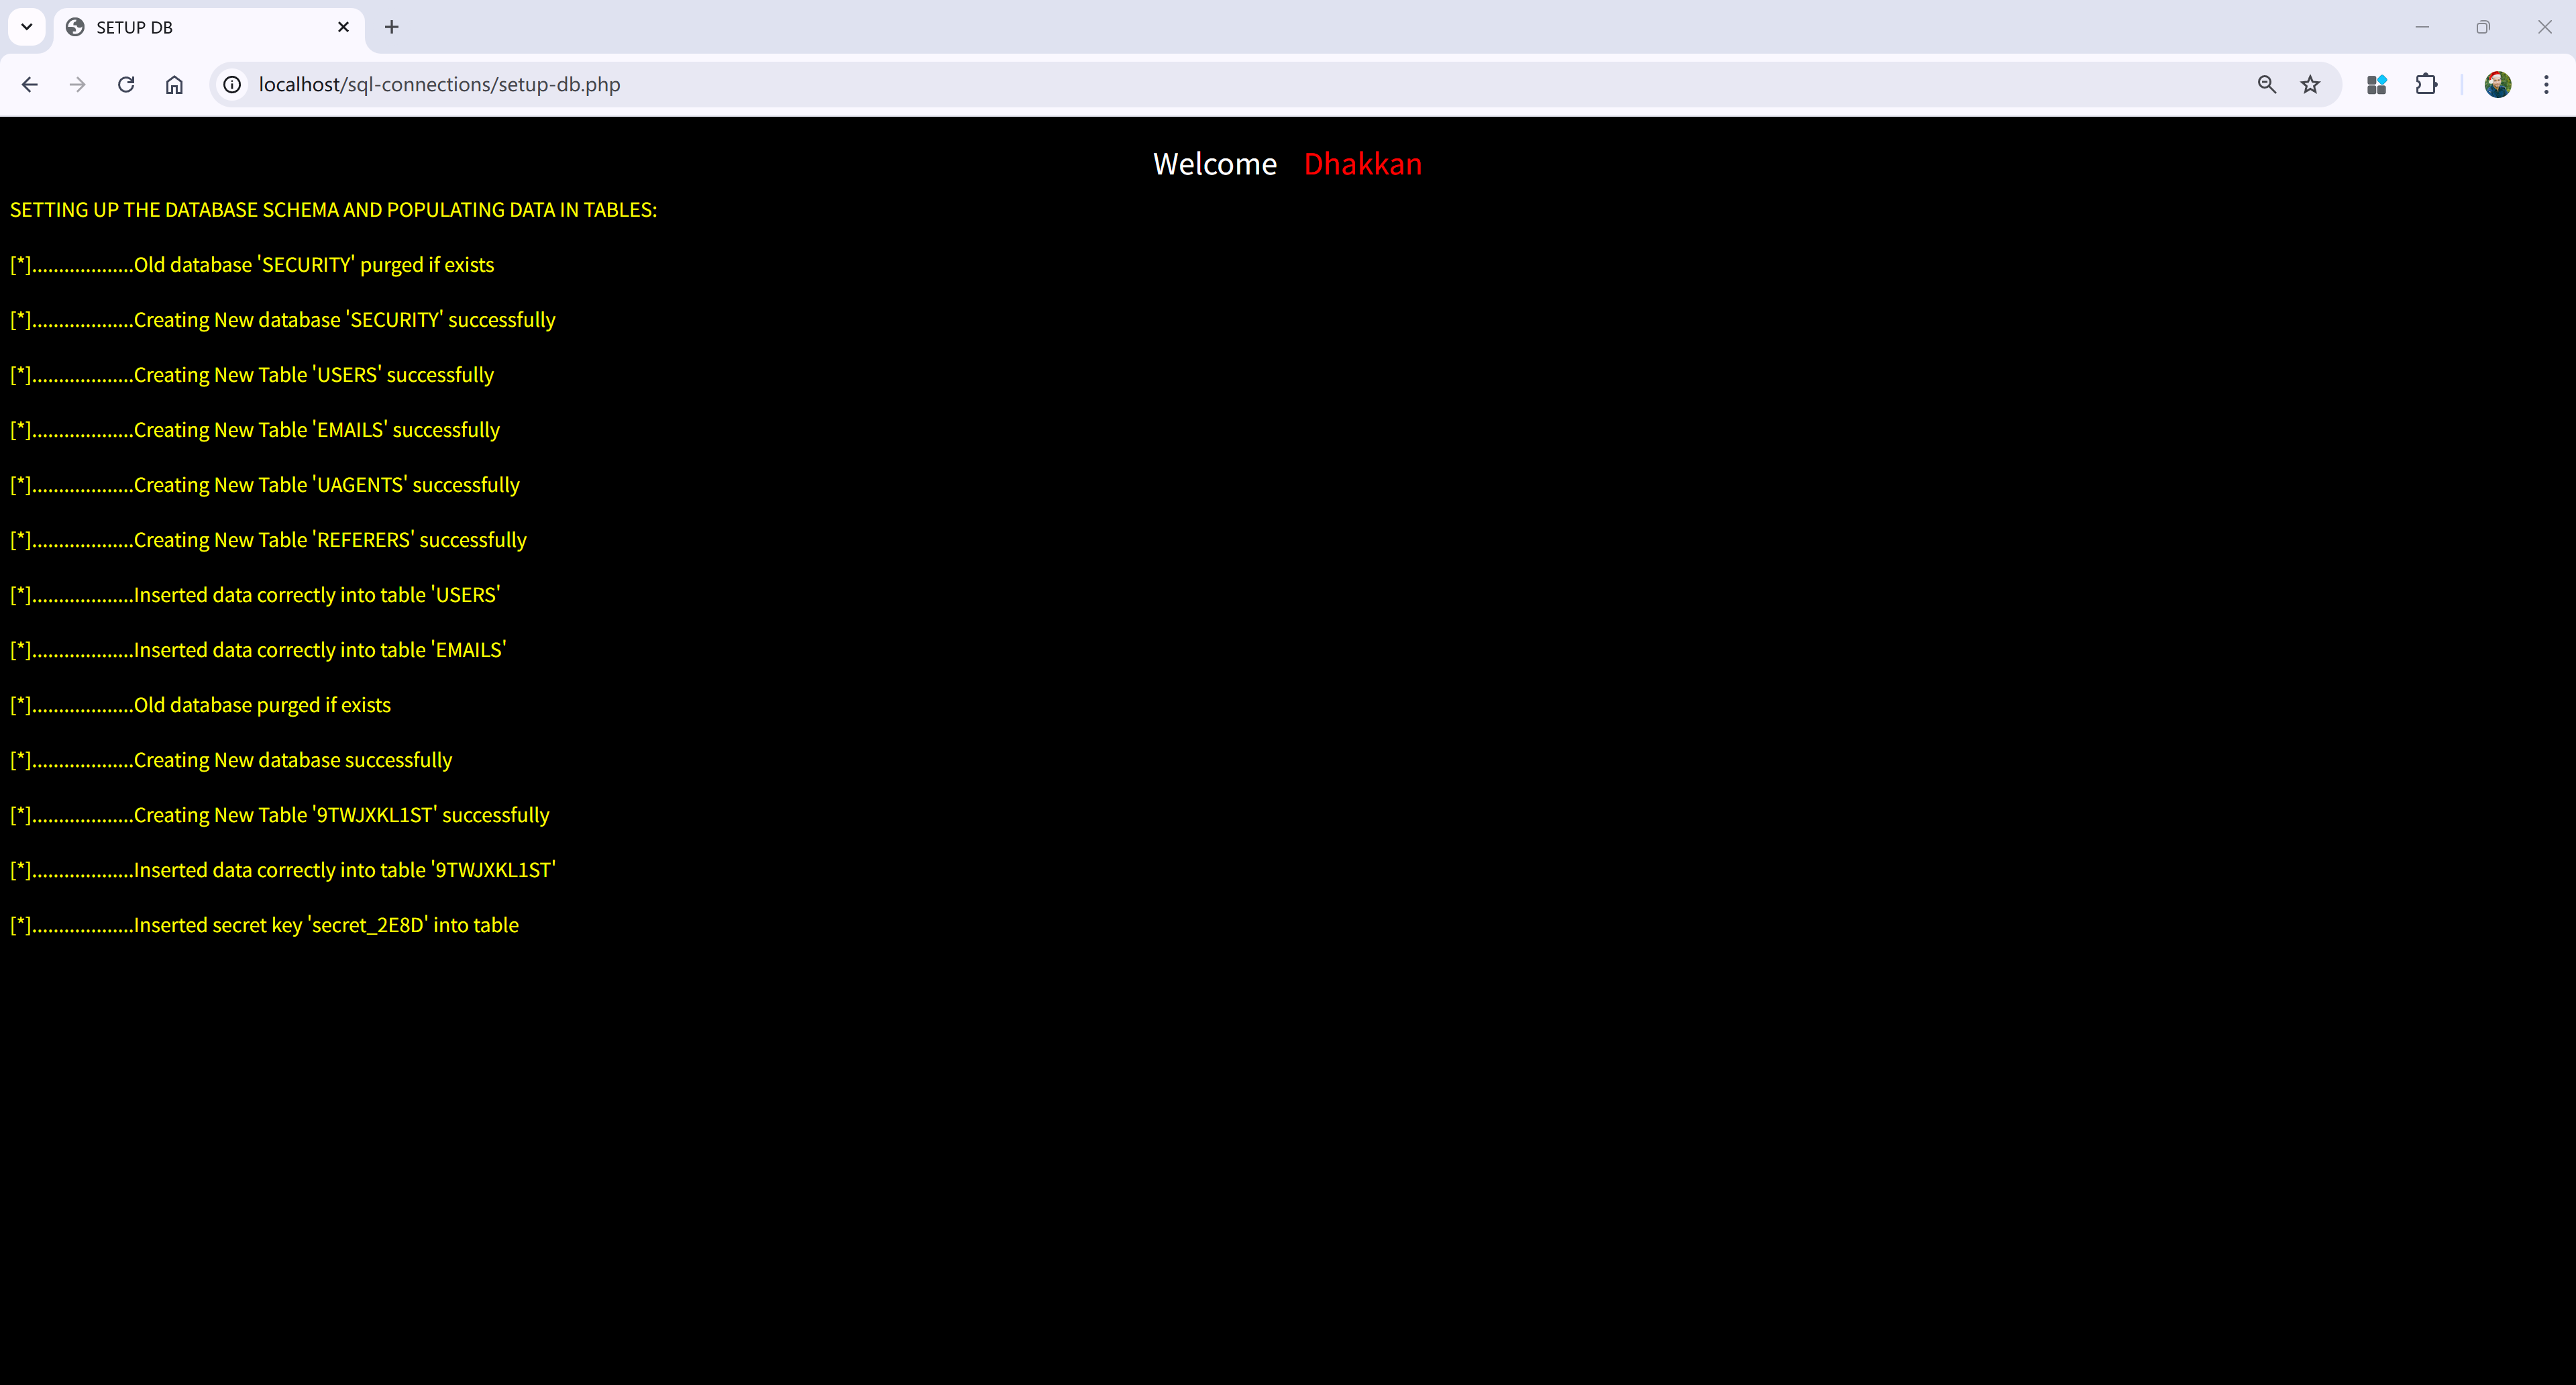 SETUP DB
localhost/sql-connections/setup-db.php
Welcome Dhakkan
SETTING UP THE DATABASE SCHEMA AND POPULATING DATA IN TABLES:
[*]...................Old database 'SECURITY' purged if exists
[*]...................Creating New database 'SECURITY' successfully
[*]...................Creating New Table 'USERS' successfully
[*]...................Creating New Table 'EMAILS' successfully
[*]...................Creating New Table 'UAGENTS' successfully
[*]...................Creating New Table 'REFERERS' successfully
[*]...................Inserted data correctly into table 'USERS'
[*]...................Inserted data correctly into table 'EMAILS'
[*]...................Old database purged if exists
[*]...................Creating New database successfully
[*]...................Creating New Table '9TWJXKL1ST' successfully
[*]...................Inserted data correctly into table '9TWJXKL1ST'
[*]...................Inserted secret key 'secret_2E8D' into table